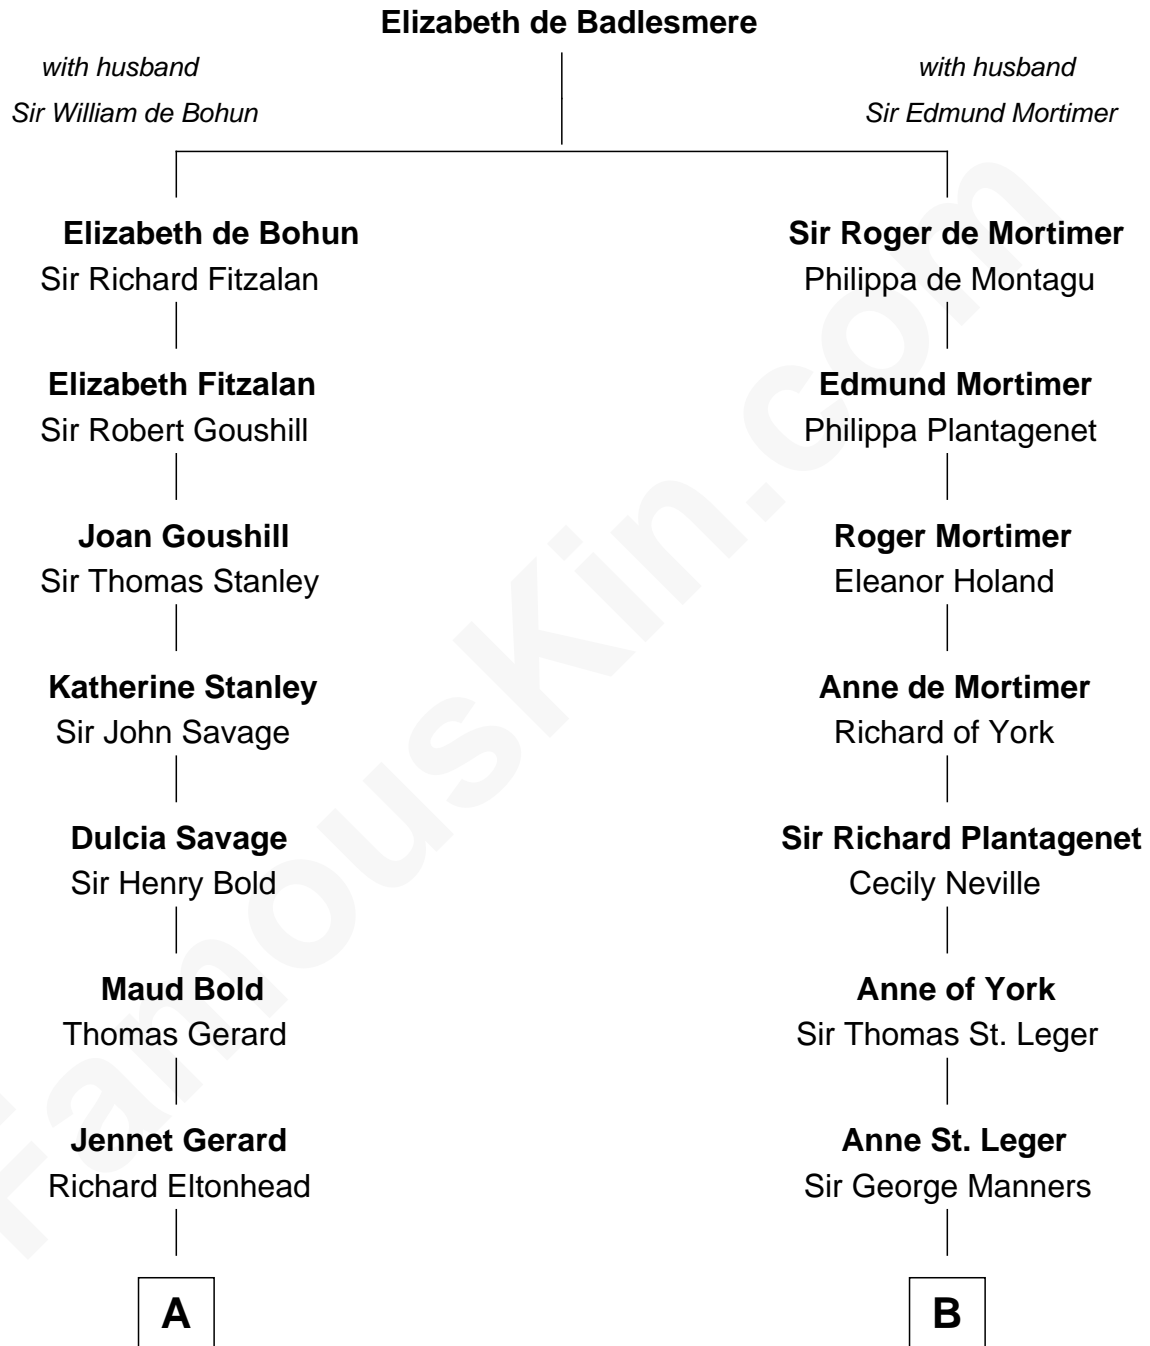 Elizabeth de Badlesmere
with husband
Sir William de Bohun
with husband
Sir Edmund Mortimer
Elizabeth de Bohun
Sir Richard Fitzalan
Sir Roger de Mortimer
Philippa de Montagu
Elizabeth Fitzalan
Sir Robert Goushill
Edmund Mortimer
Philippa Plantagenet
Joan Goushill
Sir Thomas Stanley
Roger Mortimer
Eleanor Holand
Katherine Stanley
Sir John Savage
Anne de Mortimer
Richard of York
Dulcia Savage
Sir Henry Bold
Sir Richard Plantagenet
Cecily Neville
Maud Bold
Thomas Gerard
Anne of York
Sir Thomas St. Leger
Jennet Gerard
Richard Eltonhead
Anne St. Leger
Sir George Manners
A
B
FamousKin.com